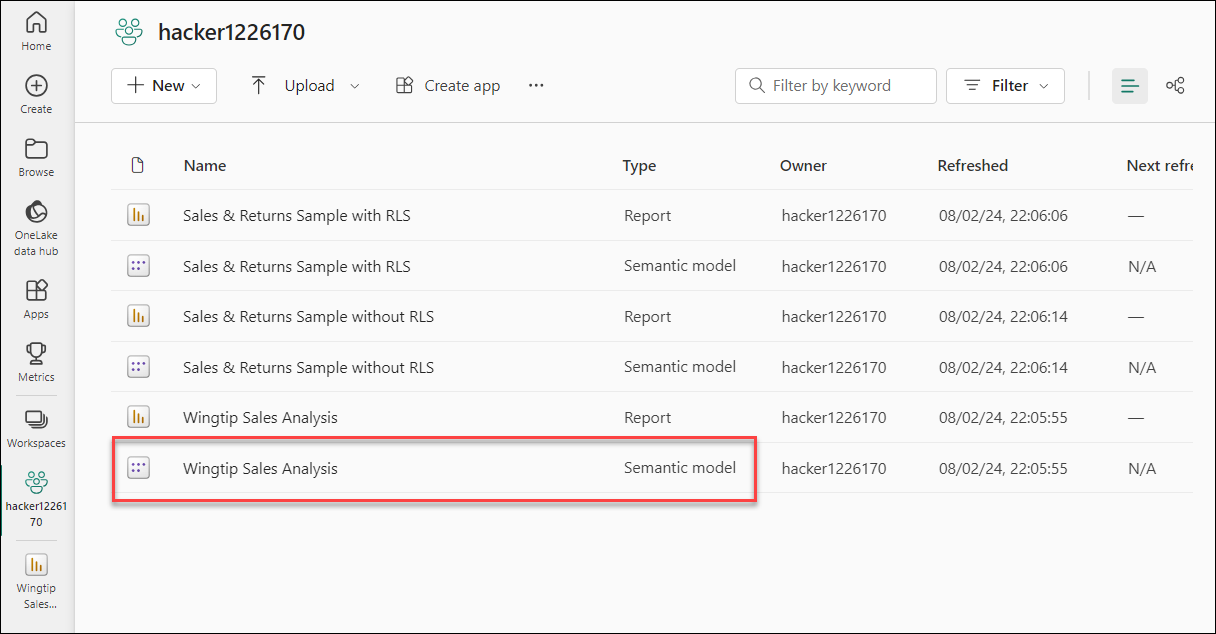 Home
Create
Browse
OneLake
data hub
Apps
Metrics
Workspaces
hacker12261
70
Wingtip
Sales...
hacker1226170
New
Upload
Create app
Filter by keyword
Filter
Name Type Owner Refreshed Next refre
Sales & Returns Sample with RLS Report hacker1226170 08/02/24, 22:06:06 —
Sales & Returns Sample with RLS Semantic model hacker1226170 08/02/24, 22:06:06 N/A
Sales & Returns Sample without RLS Report hacker1226170 08/02/24, 22:06:14 —
Sales & Returns Sample without RLS Semantic model hacker1226170 08/02/24, 22:06:14 N/A
Wingtip Sales Analysis Report hacker1226170 08/02/24, 22:05:55 —
Wingtip Sales Analysis Semantic model hacker1226170 08/02/24, 22:05:55 N/A